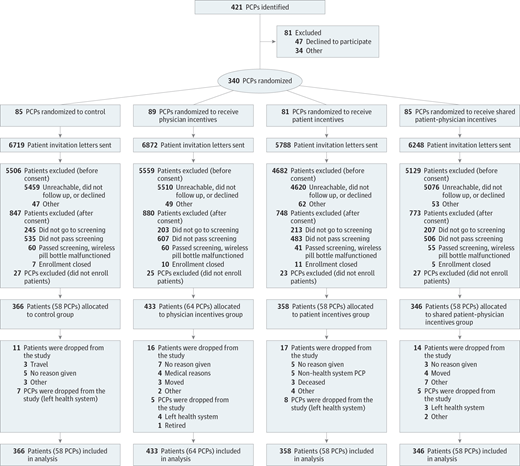 421 PCPs identified
81 Excluded
47 Declined to participate
34 Other
340 PCPs randomized
85 PCPs randomized to control
6719 Patient invitation letters sent
5506 Patients excluded (before
consent)
5459 Unreachable, did not
follow up, or declined
47 Other
847 Patients excluded (after
consent)
245 Did not go to screening
535 Did not pass screening
60 Passed screening, wireless
pill bottle malfunctioned
7 Enrollment closed
27 PCPs excluded (did not enroll
patients)
366 Patients (58 PCPs) allocated
to control group
11 Patients were dropped from
the study
3 Travel
5 No reason given
3 Other
7 PCPs were dropped from the
study (left health system)
366 Patients (58 PCPs) included
in analysis
89 PCPs randomized to receive
physician incentives
6872 Patient invitation letters sent
5559 Patients excluded (before
consent)
5510 Unreachable, did not
follow up, or declined
49 Other
880 Patients excluded (after
consent)
203 Did not go to screening
607 Did not pass screening
60 Passed screening, wireless
pill bottle malfunctioned
10 Enrollment closed
25 PCPs excluded (did not enroll
patients)
433 Patients (64 PCPs) allocated
to physician incentives group
16 Patients were dropped from
the study
7 No reason given
4 Medical reasons
3 Moved
2 Other
5 PCPs were dropped from the
study
4 Left health system
1 Retired
433 Patients (64 PCPs) included
in analysis
81 PCPs randomized to receive
patient incentives
5788 Patient invitation letters sent
4682 Patients excluded (before
consent)
4620 Unreachable, did not
follow up, or declined
62 Other
748 Patients excluded (after
consent)
213 Did not go to screening
483 Did not pass screening
41 Passed screening, wireless
pill bottle malfunctioned
11 Enrollment closed
23 PCPs excluded (did not enroll
patients)
358 Patients (58 PCPs) allocated
to patient incentives group
17 Patients were dropped from
the study
5 No reason given
5 Non-health system PCP
3 Deceased
4 Other
8 PCPs were dropped from the
study (left health system)
358 Patients (58 PCPs) included
in analysis
85 PCPs randomized to receive shared
patient-physician incentives
6248 Patient invitation letters sent
5129 Patients excluded (before
consent)
5076 Unreachable, did not
follow up, or declined
53 Other
773 Patients excluded (after
consent)
207 Did not go to screening
506 Did not pass screening
55 Passed screening, wireless
pill bottle malfunctioned
5 Enrollment closed
27 PCPs excluded (did not enroll
patients)
346 Patients (58 PCPs) allocated
to shared patient-physician
incentives group
14 Patients were dropped from
the study
3 No reason given
4 Moved
7 Other
5 PCPs were dropped from the
study
3 Left health system
2 Other
346 Patients (58 PCPs) included
in analysis